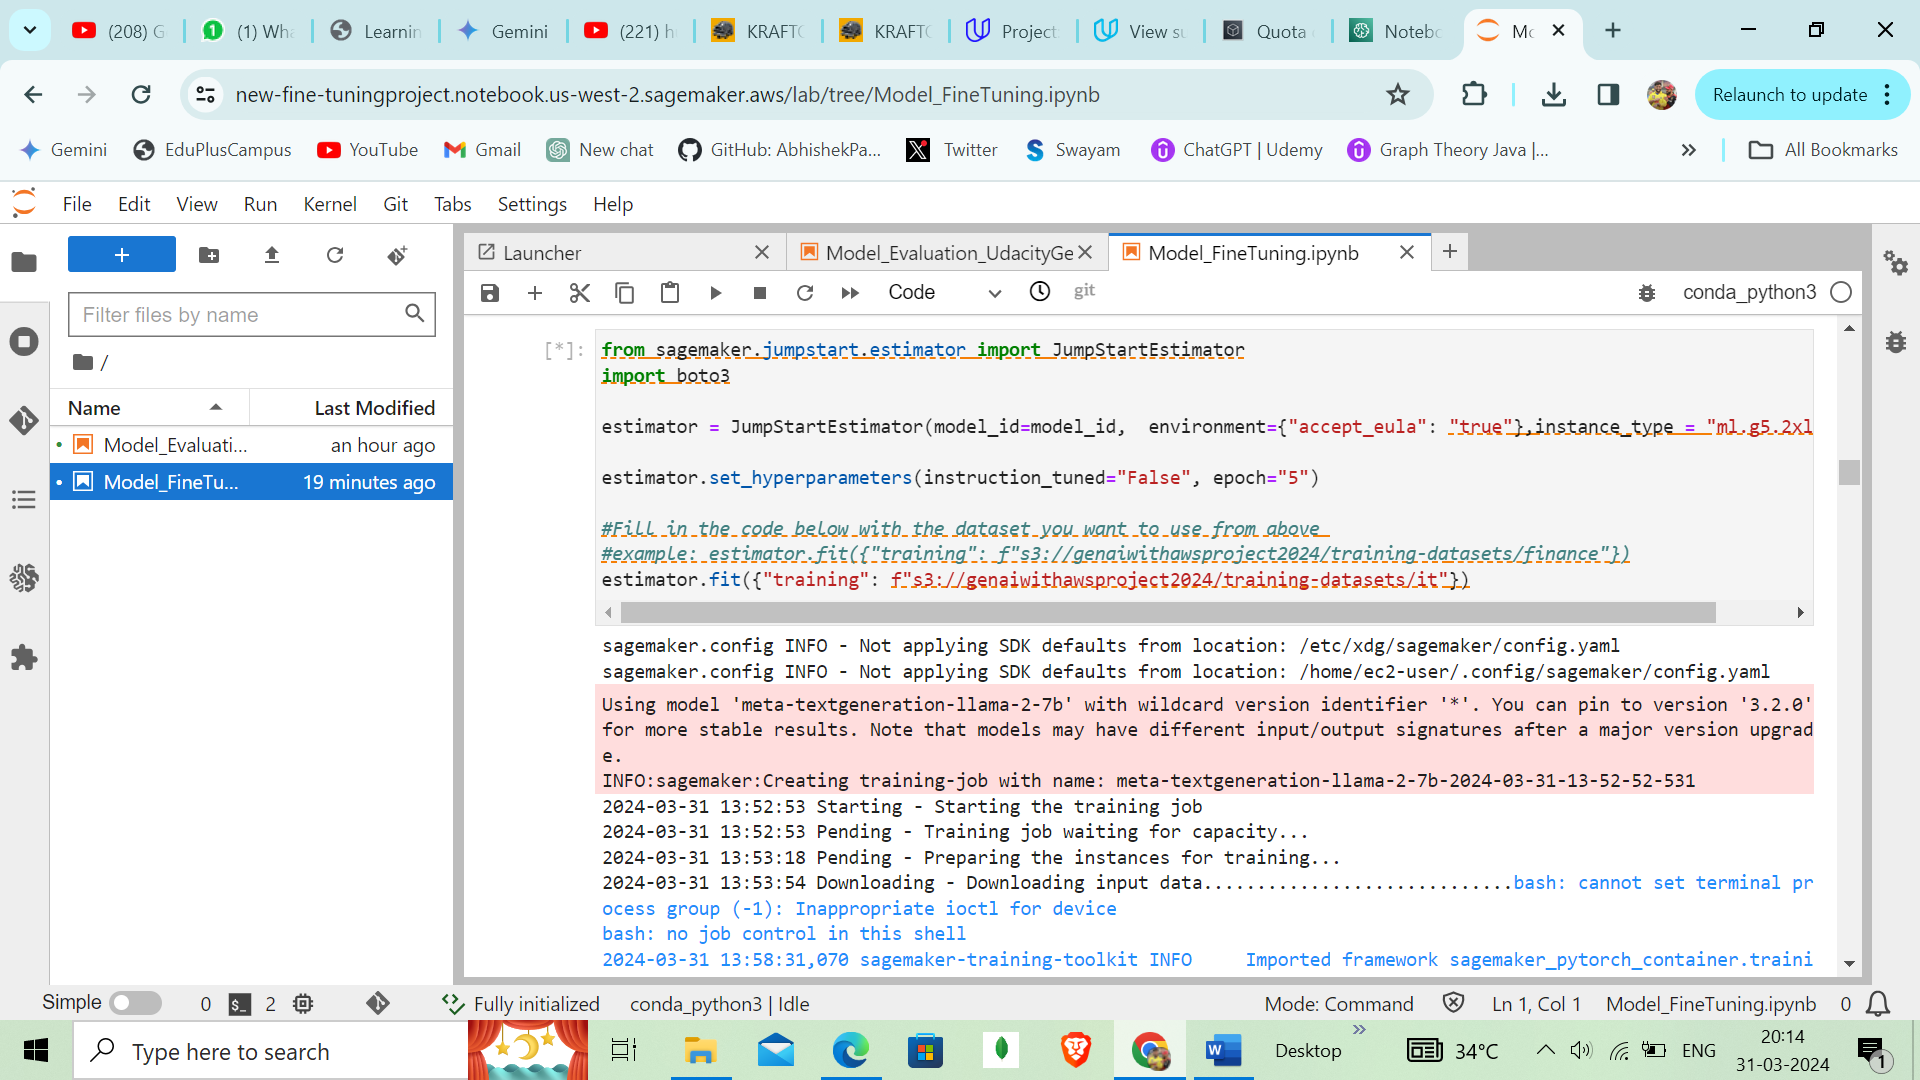 (208) G
(1) Wha
Learnin
Gemini
(221) h
KRAFTO
KRAFTO
Project
View su
Quota
Notebo
Mo
new-fine-tuningproject.notebook.us-west-2.sagemaker.aws/lab/tree/Model_FineTuning.ipynb
Relaunch to update
Gemini
EduPlusCampus
YouTube
Gmail
New chat
GitHub: AbhishekPa...
Twitter
Swayam
ChatGPT | Udemy
Graph Theory Java |...
All Bookmarks
File Edit View Run Kernel Git Tabs Settings Help
Launcher
Model_Evaluation_UdacityGe
Model_FineTuning.ipynb
Code
git
conda_python3
Filter files by name
/
Name Last Modified
Model_Evaluati... an hour ago
Model_FineTu... 19 minutes ago
[*]:
from sagemaker.jumpstart.estimator import JumpStartEstimator
import boto3
estimator = JumpStartEstimator(model_id=model_id,  environment={"accept_eula": "true"},instance_type = "ml.g5.2xl
estimator.set_hyperparameters(instruction_tuned="False", epoch="5")
#Fill in the code below with the dataset you want to use from above
#example: estimator.fit({"training": f"s3://genaiwithawsproject2024/training-datasets/finance"})
estimator.fit({"training": f"s3://genaiwithawsproject2024/training-datasets/it"})
sagemaker.config INFO - Not applying SDK defaults from location: /etc/xdg/sagemaker/config.yaml
sagemaker.config INFO - Not applying SDK defaults from location: /home/ec2-user/.config/sagemaker/config.yaml
Using model 'meta-textgeneration-llama-2-7b' with wildcard version identifier '*'. You can pin to version '3.2.0'
for more stable results. Note that models may have different input/output signatures after a major version upgrad
e.
INFO:sagemaker:Creating training-job with name: meta-textgeneration-llama-2-7b-2024-03-31-13-52-52-531
2024-03-31 13:52:53 Starting - Starting the training job
2024-03-31 13:52:53 Pending - Training job waiting for capacity...
2024-03-31 13:53:18 Pending - Preparing the instances for training...
2024-03-31 13:53:54 Downloading - Downloading input data.............................bash: cannot set terminal pr
ocess group (-1): Inappropriate ioctl for device
bash: no job control in this shell
2024-03-31 13:58:31,070 sagemaker-training-toolkit INFO     Imported framework sagemaker_pytorch_container.traini
Simple 0 $_ 2 Fully initialized conda_python3 | Idle Mode: Command Ln 1, Col 1 Model_FineTuning.ipynb 0
Type here to search
Desktop
34°C
ENG
20:14
31-03-2024
1